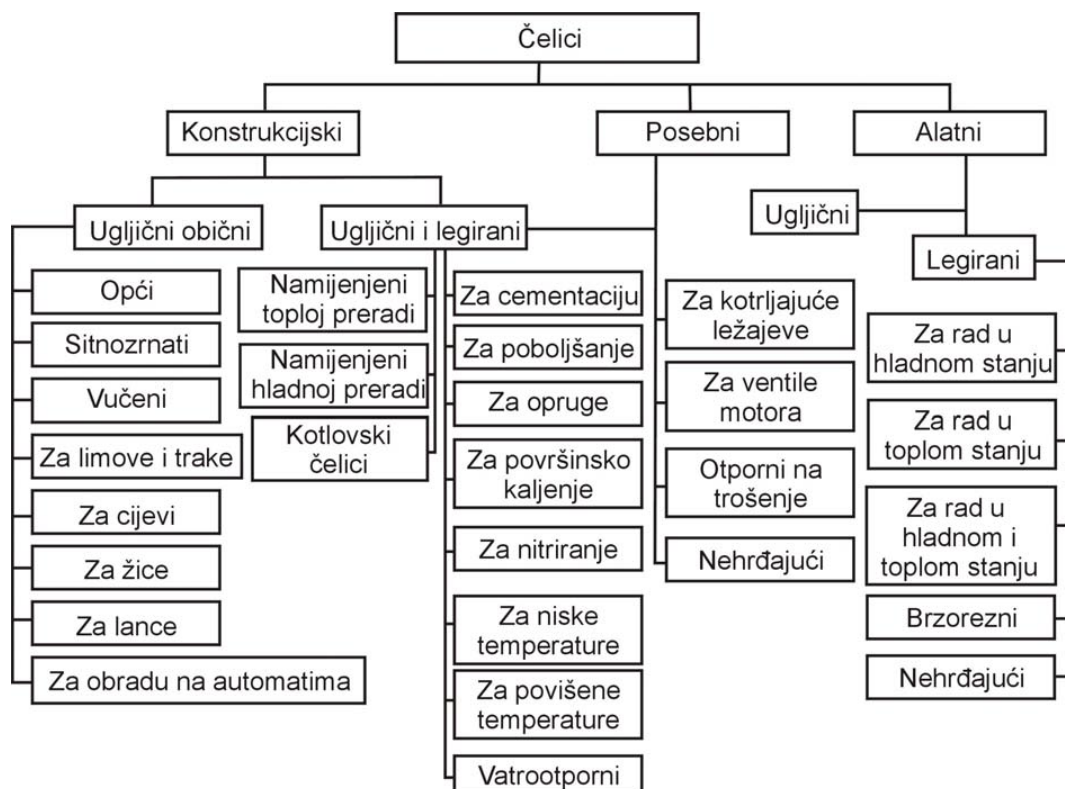 Čelici
Konstrukcijski
Posebni
Alatni
Ugljični obični
Ugljični i legirani
Ugljični
Legirani
Opći
Sitnozrnati
Vučeni
Za limove i trake
Za cijevi
Za žice
Za lance
Za obradu na automatima
Namijenjeni
toploj preradi
Namijenjeni
hladnoj preradi
Kotlovski
čelici
Za cementaciju
Za poboljšanje
Za opruge
Za površinsko
kaljenje
Za nitriranje
Za niske
temperature
Za povišene
temperature
Vatrootporni
Za kotrljajuće
ležajeve
Za ventile
motora
Otporni na
trošenje
Nehrđajući
Za rad u
hladnom stanju
Za rad u
toplom stanju
Za rad u
hladnom i
toplom stanju
Brzorezni
Nehrđajući